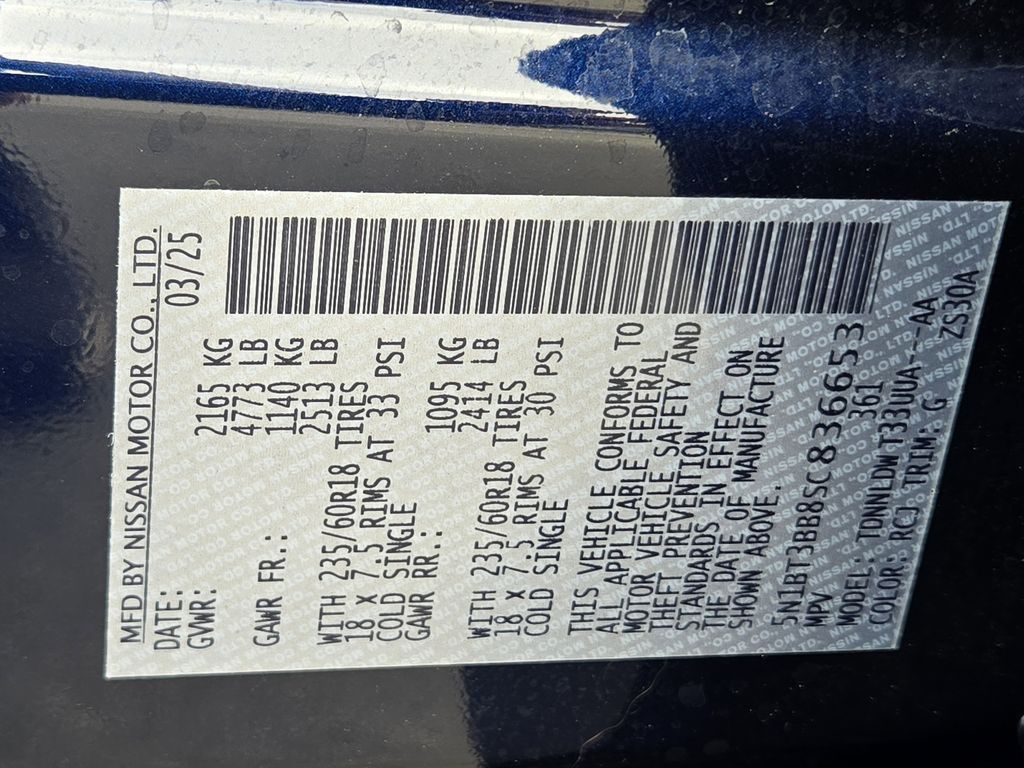 MFD BY NISSAN MOTOR CO., LTD.
DATE: 03/25
GVWR: 2165 KG
4773 LB
GAWR FR.: 1140 KG
2513 LB
WITH 235/60R18 TIRES
18 X 7.5 RIMS AT 33 PSI
COLD SINGLE
GAWR RR.: 1095 KG
2414 LB
WITH 235/60R18 TIRES
18 X 7.5 RIMS AT 30 PSI
COLD SINGLE
THIS VEHICLE CONFORMS TO
ALL APPLICABLE FEDERAL
MOTOR VEHICLE SAFETY AND
THEFT PREVENTION
STANDARDS IN EFFECT ON
THE DATE OF MANUFACTURE
SHOWN ABOVE.
5N1BT3BB8SC836653
MPV 361
MODEL: TDNNLDWT33UUA---AA
COLOR: RCJ TRIM: G ZS30A